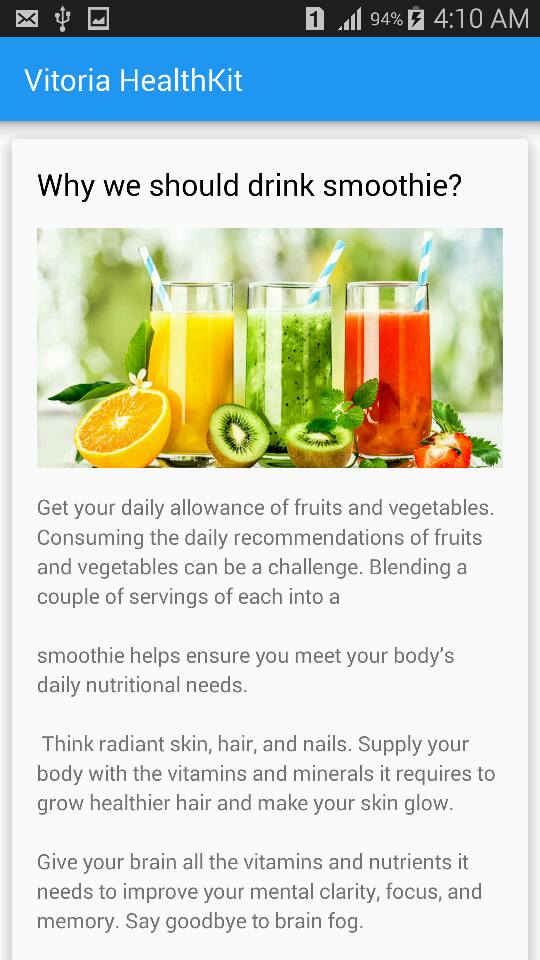 1 94% 4:10 AM
Vitoria HealthKit
Why we should drink smoothie?
Get your daily allowance of fruits and vegetables.
Consuming the daily recommendations of fruits
and vegetables can be a challenge. Blending a
couple of servings of each into a
smoothie helps ensure you meet your body's
daily nutritional needs.
Think radiant skin, hair, and nails. Supply your
body with the vitamins and minerals it requires to
grow healthier hair and make your skin glow.
Give your brain all the vitamins and nutrients it
needs to improve your mental clarity, focus, and
memory. Say goodbye to brain fog.